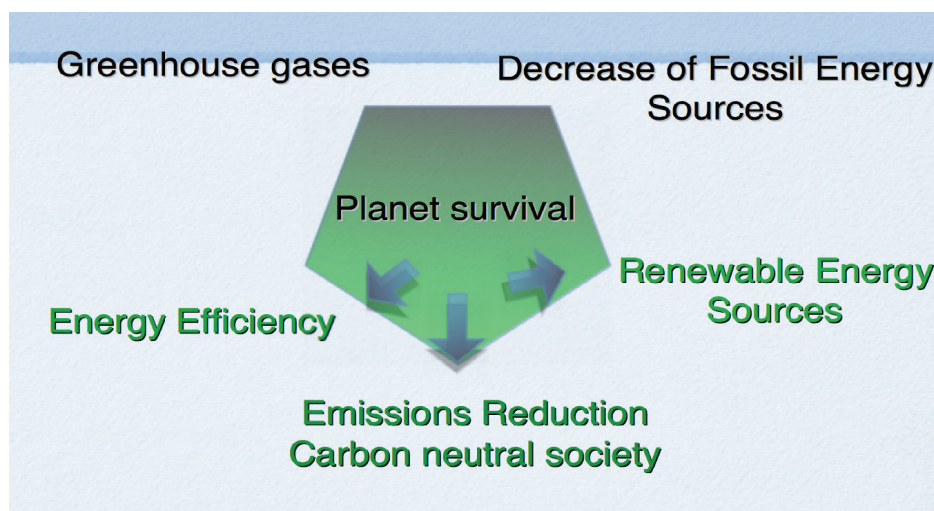 Greenhouse gases
Decrease of Fossil Energy
Sources
Planet survival
Renewable Energy
Sources
Energy Efficiency
Emissions Reduction
Carbon neutral society